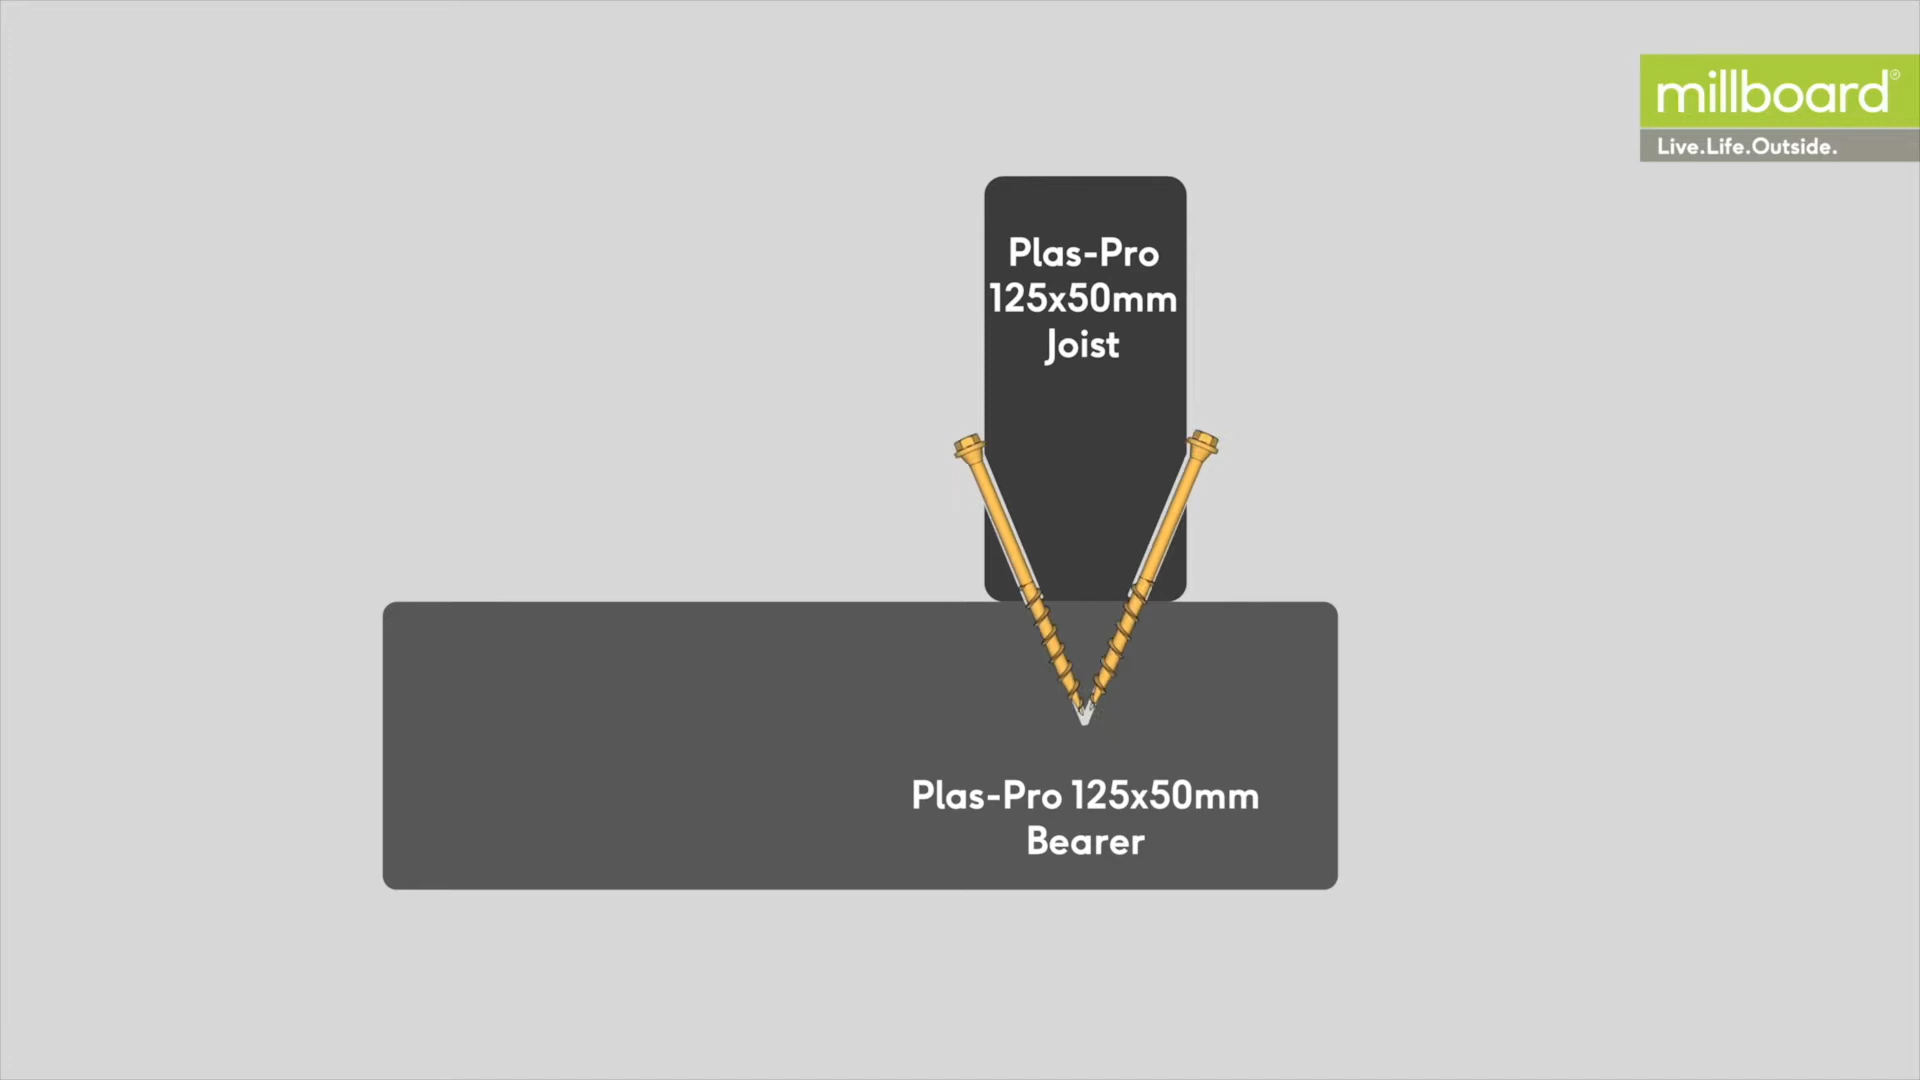 millboard®
Live.Life.Outside.
Plas-Pro
125x50mm
Joist
Plas-Pro 125x50mm
Bearer